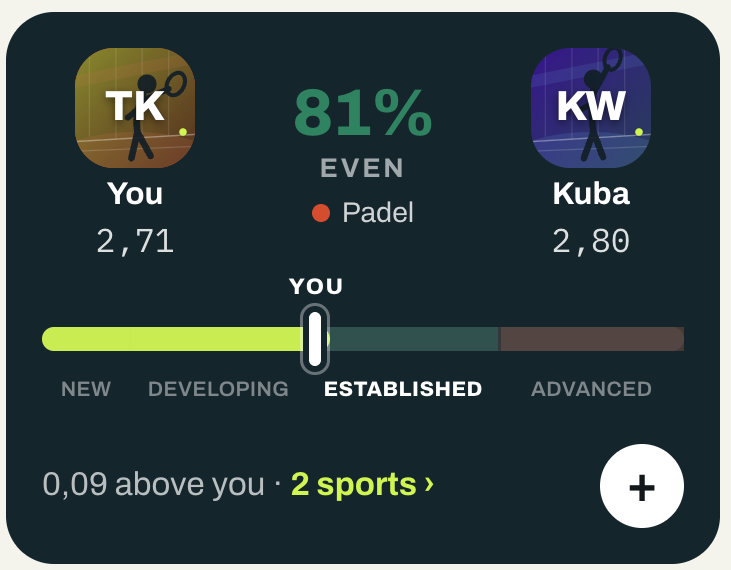 TK
81%
KW
EVEN
You
Padel
Kuba
2,71
2,80
YOU
NEW DEVELOPING ESTABLISHED ADVANCED
0,09 above you · 2 sports ›
+